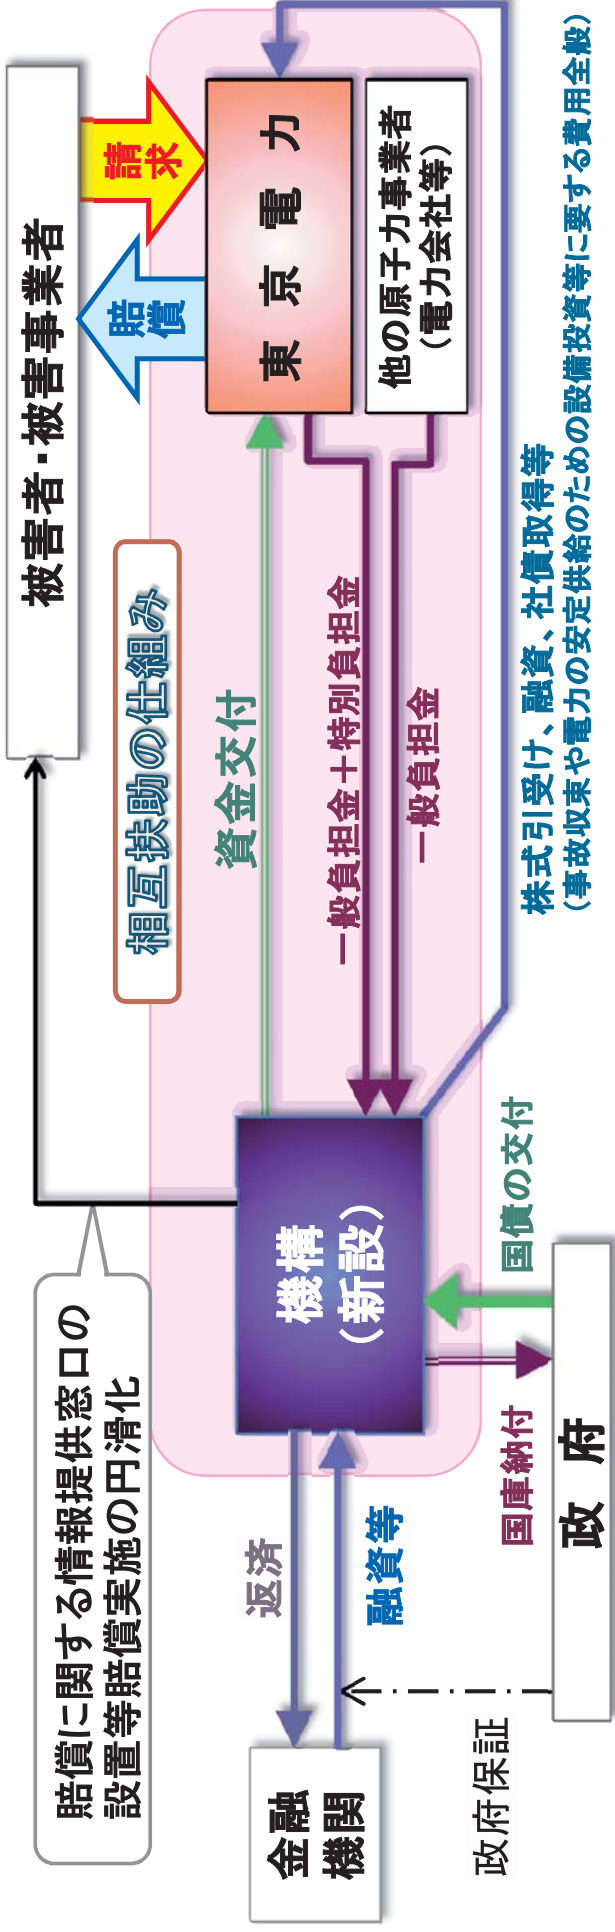 賠償に関する情報提供窓口の
設置等賠償実施の円滑化
被害者・被害事業者
相互扶助の仕組み
賠償
請求
金融
機関
返済
融資等
政府保証
機構
（新設）
資金交付
一般負担金＋特別負担金
一般負担金
東京電力
他の原子力事業者
（電力会社等）
国庫納付
国債の交付
政府
株式引受け、融資、社債取得等
（事故収束や電力の安定供給のための設備投資等に要する費用全般）